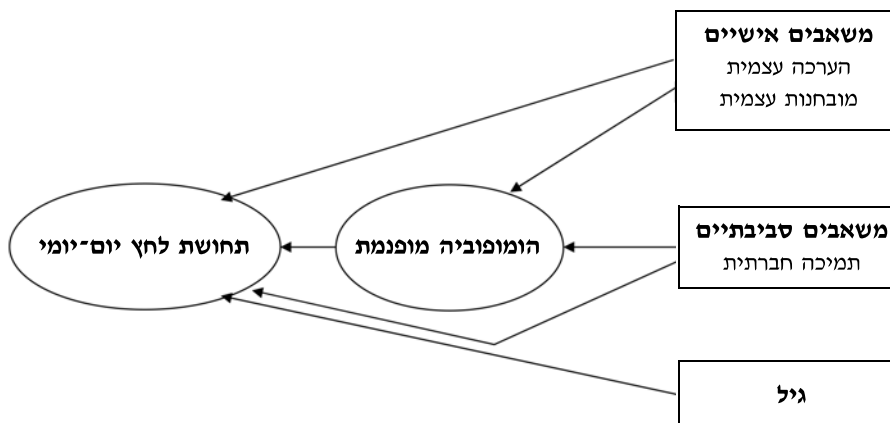 משאבים אישיים
הערכה עצמית
מובחנות עצמית
משאבים סביבתיים
תמיכה חברתית
הומופוביה מופנמת
תחושת לחץ יום־יומי
גיל